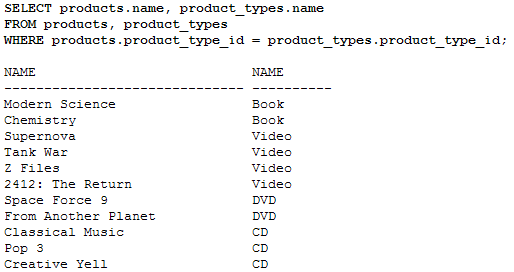 SELECT products.name, product_types.name
FROM products, product_types
WHERE products.product_type_id = product_types.product_type_id;
NAME                           NAME
------------------------------ ----------
Modern Science                 Book
Chemistry                      Book
Supernova                      Video
Tank War                       Video
Z Files                        Video
2412: The Return               Video
Space Force 9                  DVD
From Another Planet            DVD
Classical Music                CD
Pop 3                          CD
Creative Yell                  CD